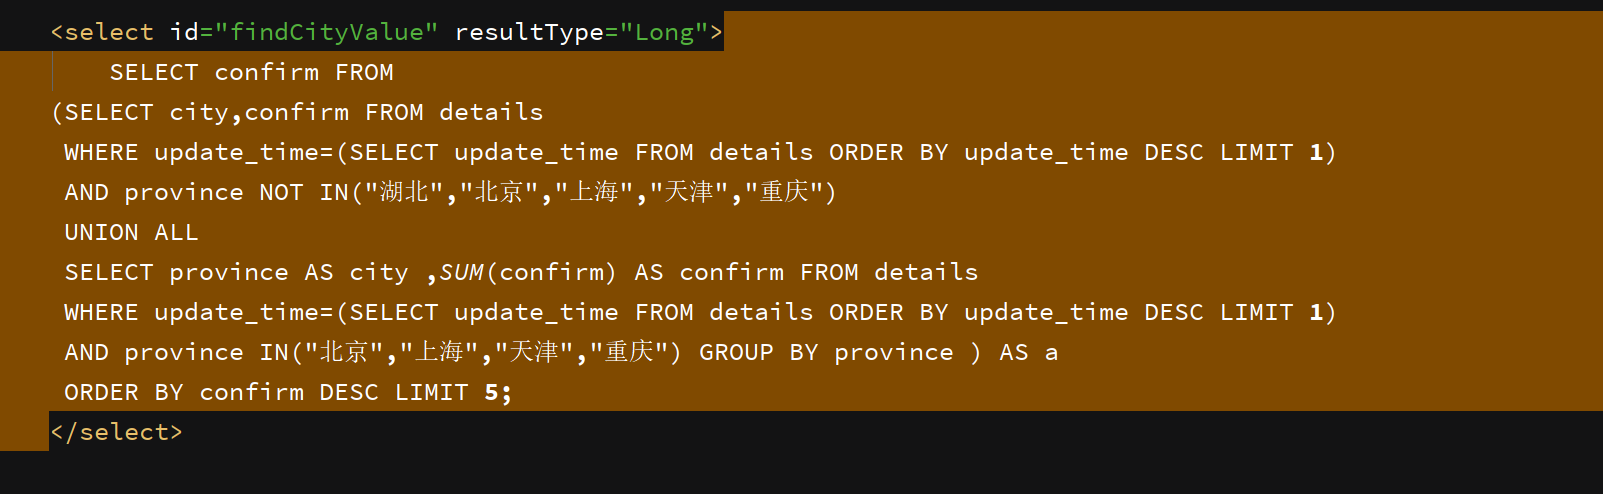 <select id="findCityValue" resultType="Long">
SELECT confirm FROM
(SELECT city,confirm FROM details
WHERE update_time=(SELECT update_time FROM details ORDER BY update_time DESC LIMIT 1)
AND province NOT IN("湖北","北京","上海","天津","重庆")
UNION ALL
SELECT province AS city ,SUM(confirm) AS confirm FROM details
WHERE update_time=(SELECT update_time FROM details ORDER BY update_time DESC LIMIT 1)
AND province IN("北京","上海","天津","重庆") GROUP BY province ) AS a
ORDER BY confirm DESC LIMIT 5;
</select>